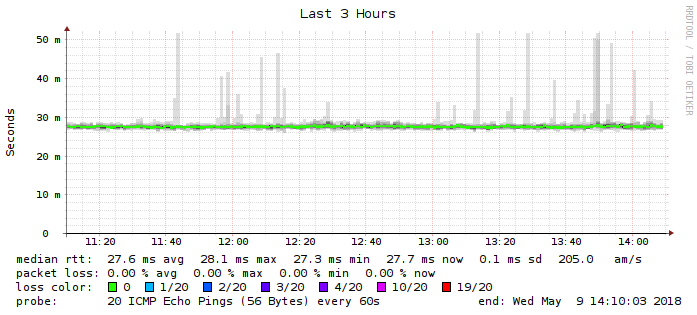 Last 3 Hours
RRDTOOL / TOBI OETIKER
Seconds
50 m
40 m
30 m
20 m
10 m
0
11:20 11:40 12:00 12:20 12:40 13:00 13:20 13:40 14:00
median rtt: 27.6 ms avg 28.1 ms max 27.3 ms min 27.7 ms now 0.1 ms sd 205.0 am/s
packet loss: 0.00 % avg 0.00 % max 0.00 % min 0.00 % now
loss color: 0 1/20 2/20 3/20 4/20 10/20 19/20
probe: 20 ICMP Echo Pings (56 Bytes) every 60s end: Wed May 9 14:10:03 2018